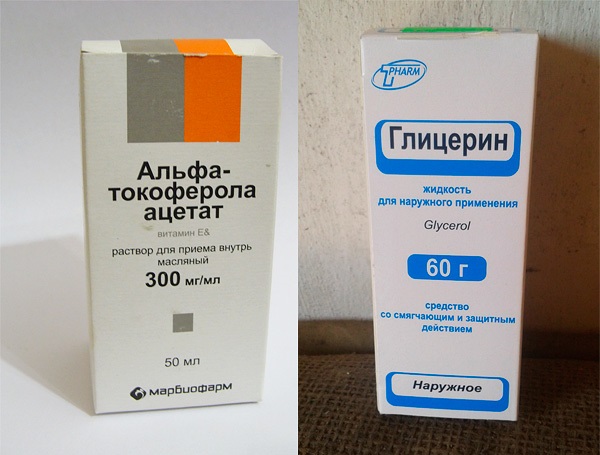 Альфа-
токоферола
ацетат
витамин E&
раствор для приема внутрь
масляный
300 мг/мл
50 мл
марбиофарм
PHARM
Глицерин
жидкость
для наружного применения
Glycerol
60 г
средство
со смягчающим и защитным
действием
Наружное